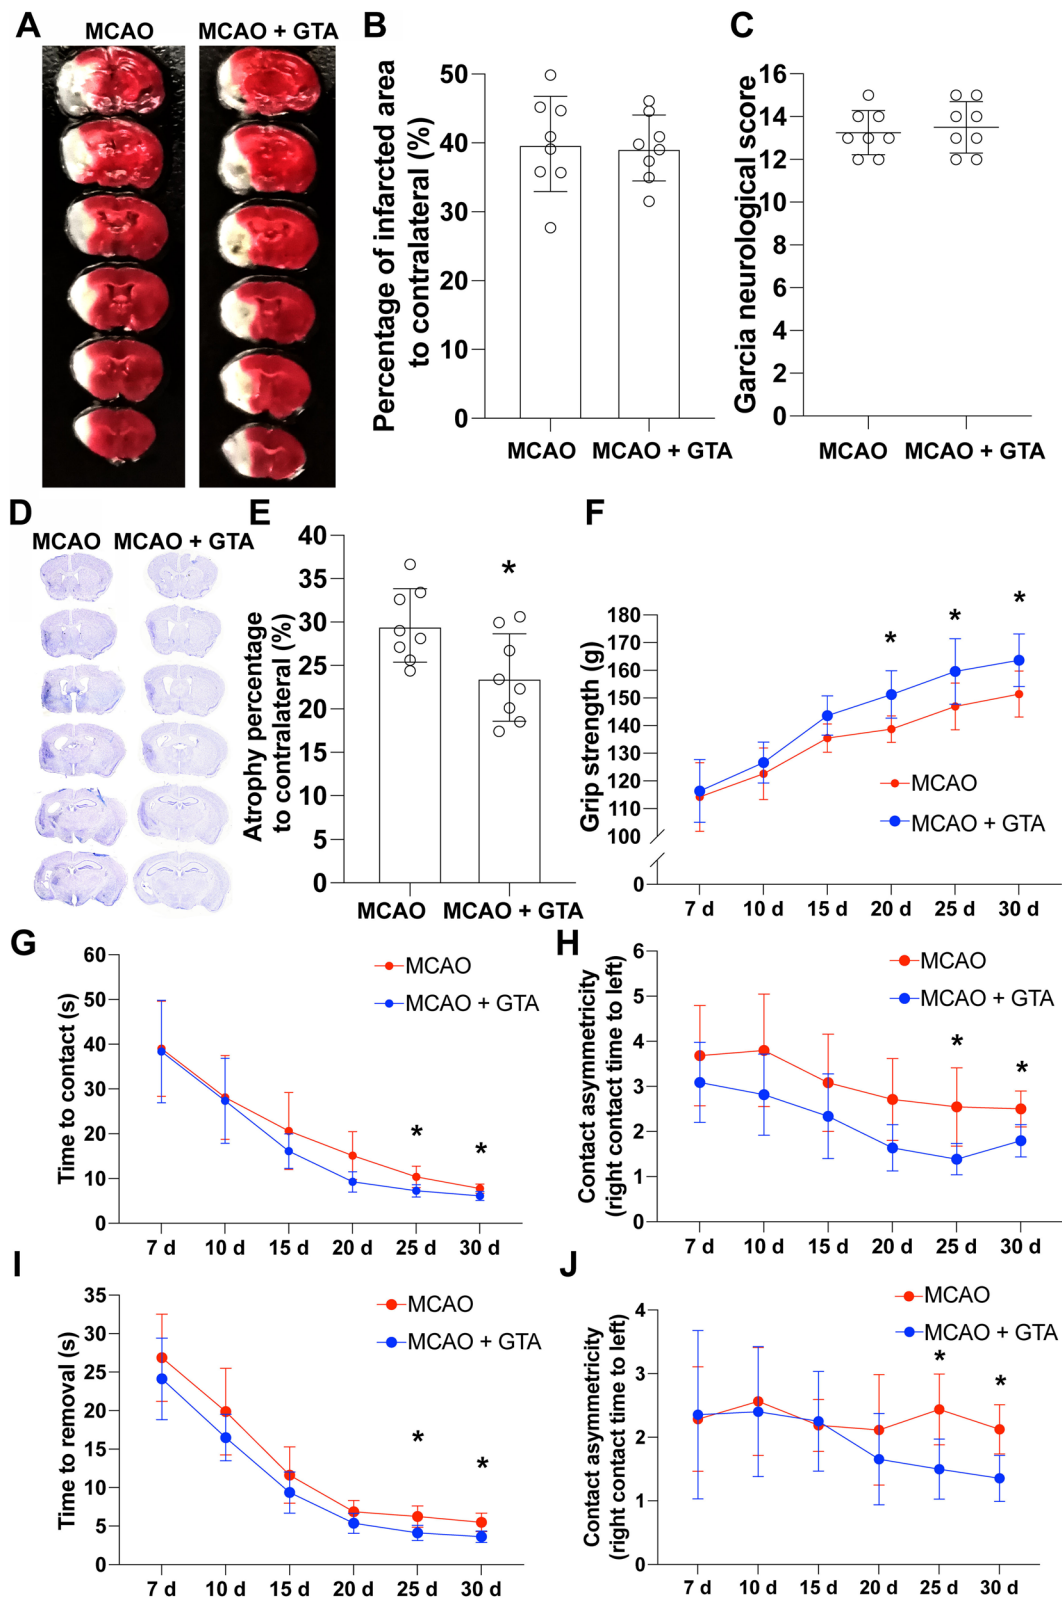 A
MCAO
MCAO + GTA
B
Percentage of infarcted area
to contralateral (%)
50
40
30
20
10
0
MCAO
MCAO + GTA
C
Garcia neurological score
16
14
12
10
8
6
4
2
0
MCAO
MCAO + GTA
D
MCAO
MCAO + GTA
E
Atrophy percentage
to contralateral (%)
40
35
30
25
20
15
10
5
0
*
MCAO
MCAO + GTA
F
Grip strength (g)
180
170
160
150
140
130
120
110
100
0
*
*
*
MCAO
MCAO + GTA
7 d
10 d
15 d
20 d
25 d
30 d
G
Time to contact (s)
60
50
40
30
20
10
0
MCAO
MCAO + GTA
*
*
7 d
10 d
15 d
20 d
25 d
30 d
H
Contact asymmetricity
(right contact time to left)
6
5
4
3
2
1
0
MCAO
MCAO + GTA
*
*
7 d
10 d
15 d
20 d
25 d
30 d
I
Time to removal (s)
35
30
25
20
15
10
5
0
MCAO
MCAO + GTA
*
*
7 d
10 d
15 d
20 d
25 d
30 d
J
Contact asymmetricity
(right contact time to left)
4
3
2
1
0
MCAO
MCAO + GTA
*
*
7 d
10 d
15 d
20 d
25 d
30 d